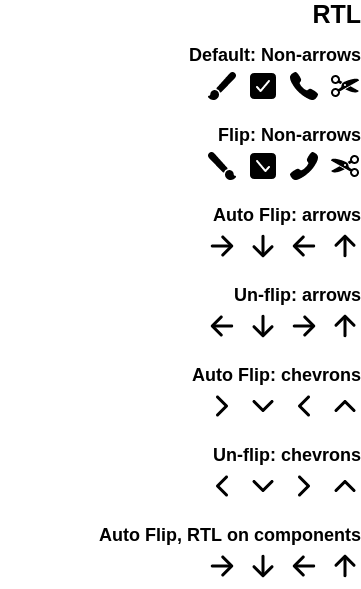 RTL
Default: Non-arrows
Flip: Non-arrows
Auto Flip: arrows
Un-flip: arrows
Auto Flip: chevrons
Un-flip: chevrons
Auto Flip, RTL on components